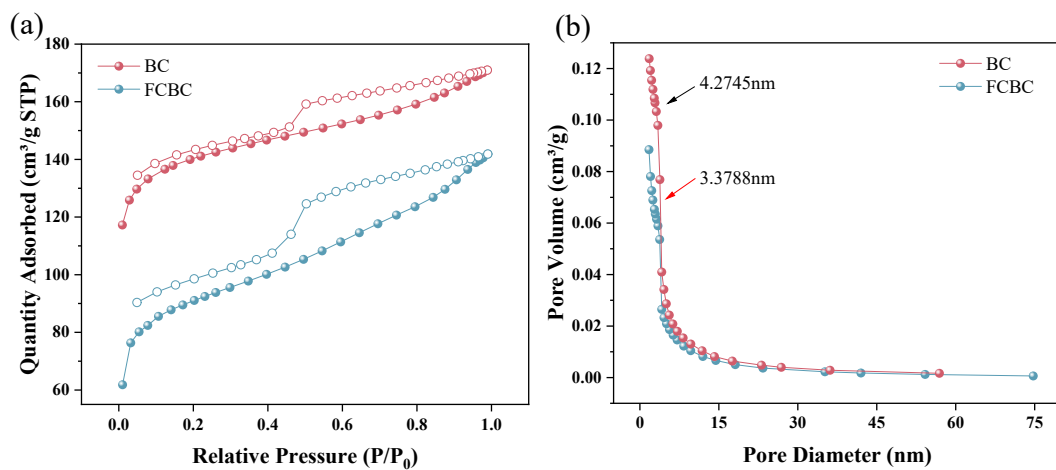 (a)
180
160
140
120
100
80
60
Quantity Adsorbed (cm³/g STP)
BC
FCBC
0.0 0.2 0.4 0.6 0.8 1.0
Relative Pressure (P/P₀)
(b)
0.12
0.10
0.08
0.06
0.04
0.02
0.00
Pore Volume (cm³/g)
BC
FCBC
4.2745nm
3.3788nm
0 15 30 45 60 75
Pore Diameter (nm)